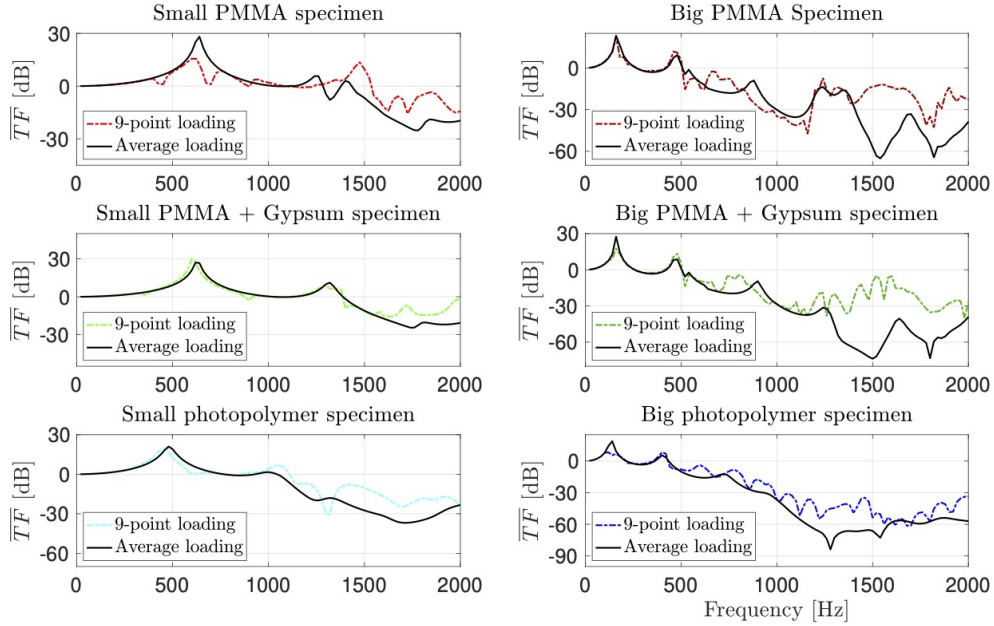 Small PMMA specimen
30
0
-30
TF [dB]
9-point loading
Average loading
0 500 1000 1500 2000
Big PMMA Specimen
30
0
-30
-60
TF [dB]
9-point loading
Average loading
0 500 1000 1500 2000
Small PMMA + Gypsum specimen
30
0
-30
TF [dB]
9-point loading
Average loading
0 500 1000 1500 2000
Big PMMA + Gypsum specimen
30
0
-30
-60
TF [dB]
9-point loading
Average loading
0 500 1000 1500 2000
Small photopolymer specimen
30
0
-30
-60
TF [dB]
9-point loading
Average loading
0 500 1000 1500 2000
Big photopolymer specimen
0
-30
-60
-90
TF [dB]
9-point loading
Average loading
0 500 1000 1500 2000
Frequency [Hz]